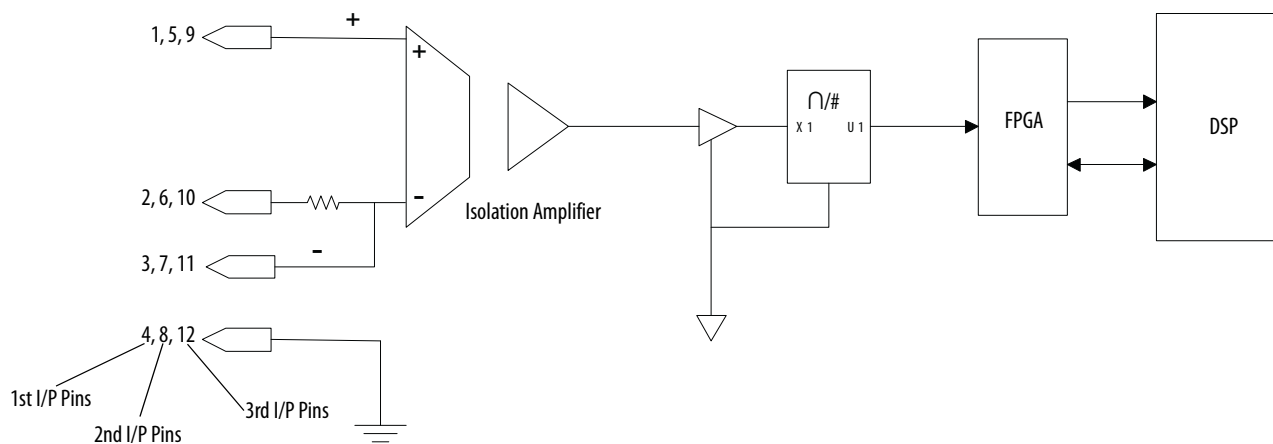 1, 5, 9
+
+
2, 6, 10
-
3, 7, 11
-
Isolation Amplifier
∩/#
X 1 U 1
FPGA
DSP
4, 8, 12
1st I/P Pins
2nd I/P Pins
3rd I/P Pins